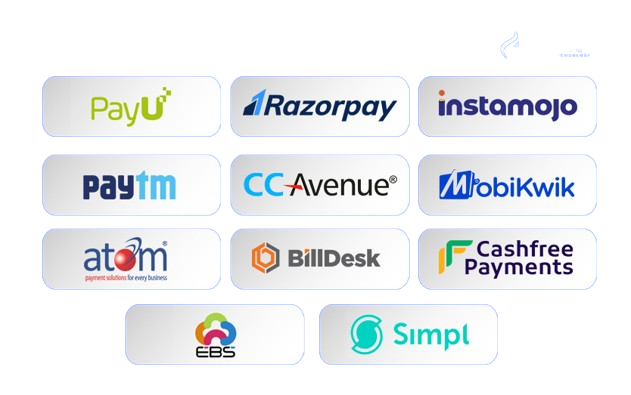 PayU
Razorpay
instamojo
paytm
CCAvenue®
MobiKwik
atom®
payment solutions for every business
BillDesk
Cashfree
Payments
EBS
Simpl